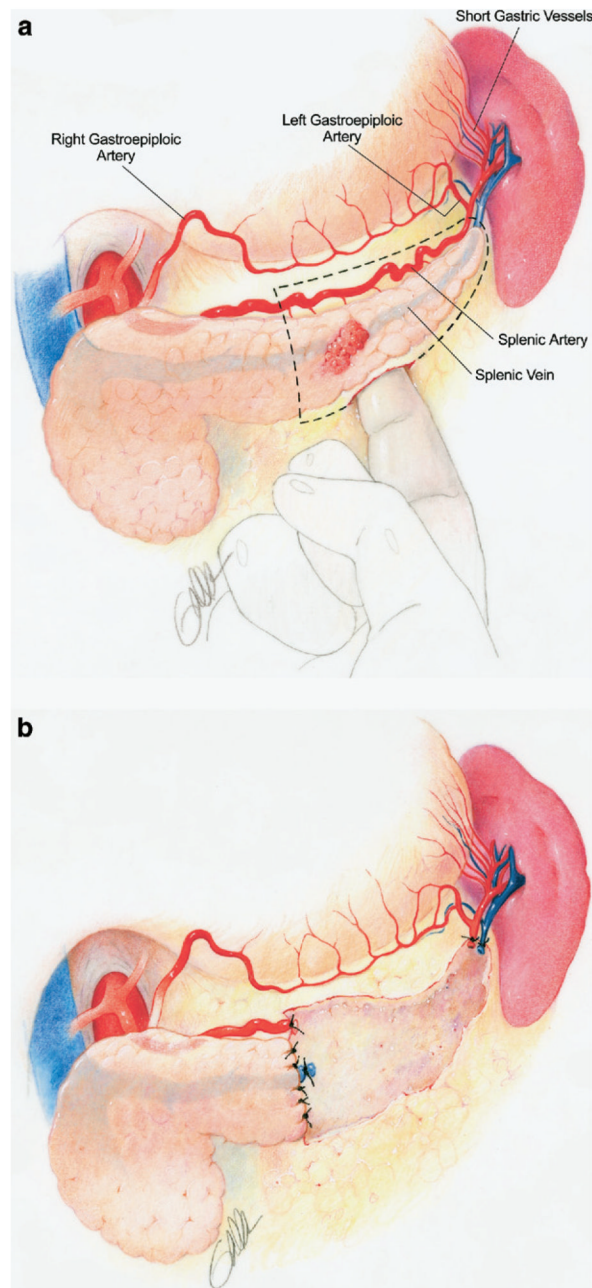 a
Short Gastric Vessels
Left Gastroepiploic
Artery
Right Gastroepiploic
Artery
Splenic Artery
Splenic Vein
b